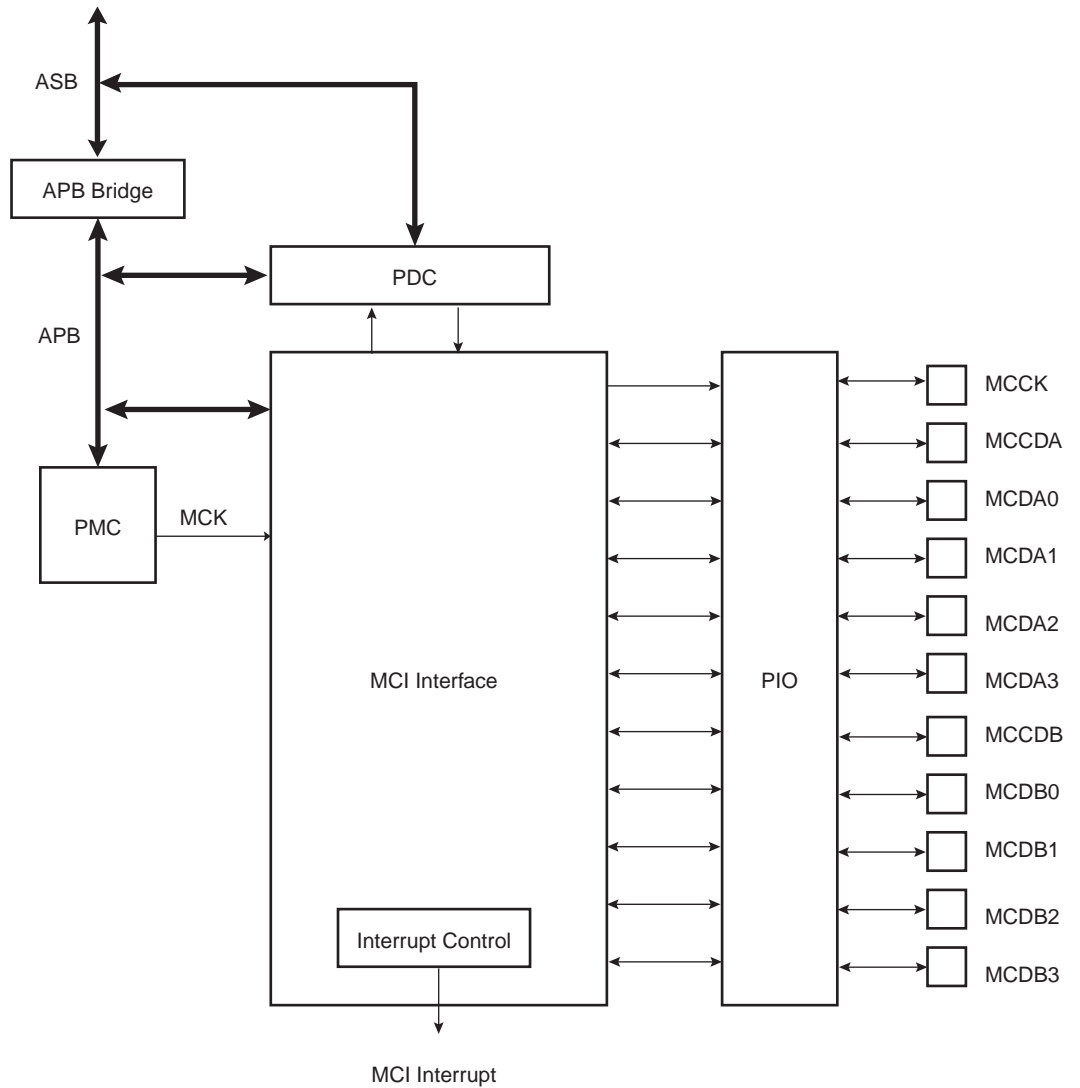 ASB
APB Bridge
PDC
APB
MCCK
MCCDA
MCDA0
PMC
MCK
MCDA1
MCDA2
MCI Interface
PIO
MCDA3
MCCDB
MCDB0
MCDB1
MCDB2
Interrupt Control
MCDB3
MCI Interrupt